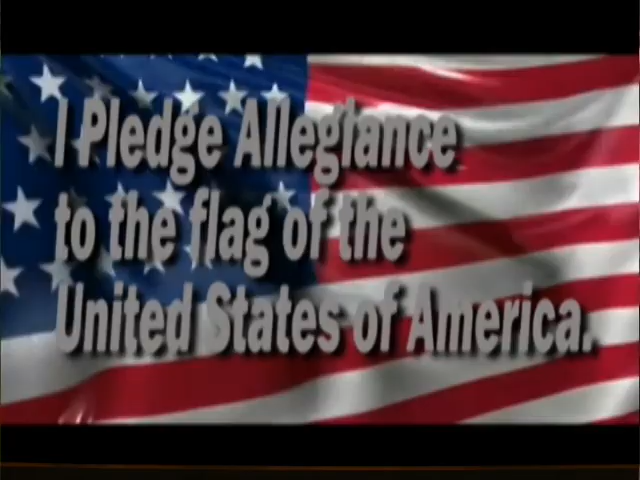 I Pledge Allegiance
to the flag of the
United States of America.